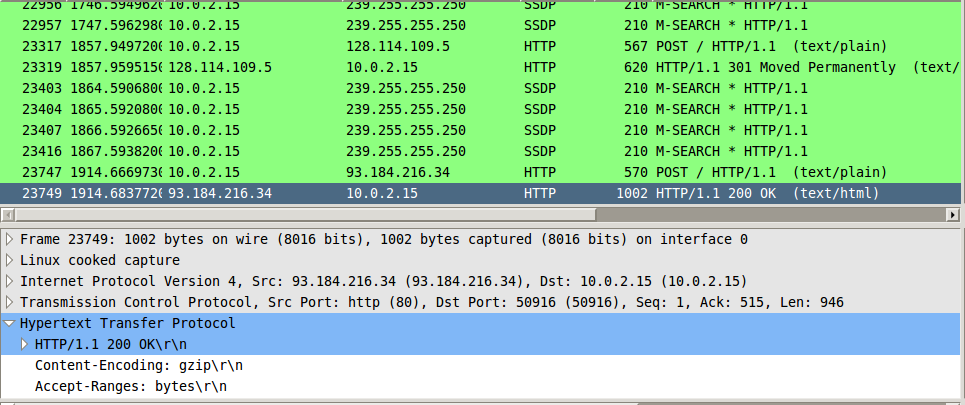 22956 1746.5949620 10.0.2.15 239.255.255.250 SSDP 210 M-SEARCH * HTTP/1.1
22957 1747.5962980 10.0.2.15 239.255.255.250 SSDP 210 M-SEARCH * HTTP/1.1
23317 1857.9497200 10.0.2.15 128.114.109.5 HTTP 567 POST / HTTP/1.1 (text/plain)
23319 1857.9595150 128.114.109.5 10.0.2.15 HTTP 620 HTTP/1.1 301 Moved Permanently (text/
23403 1864.5906800 10.0.2.15 239.255.255.250 SSDP 210 M-SEARCH * HTTP/1.1
23404 1865.5920800 10.0.2.15 239.255.255.250 SSDP 210 M-SEARCH * HTTP/1.1
23407 1866.5926650 10.0.2.15 239.255.255.250 SSDP 210 M-SEARCH * HTTP/1.1
23416 1867.5938200 10.0.2.15 239.255.255.250 SSDP 210 M-SEARCH * HTTP/1.1
23747 1914.6669730 10.0.2.15 93.184.216.34 HTTP 570 POST / HTTP/1.1 (text/plain)
23749 1914.6837720 93.184.216.34 10.0.2.15 HTTP 1002 HTTP/1.1 200 OK (text/html)
Frame 23749: 1002 bytes on wire (8016 bits), 1002 bytes captured (8016 bits) on interface 0
Linux cooked capture
Internet Protocol Version 4, Src: 93.184.216.34 (93.184.216.34), Dst: 10.0.2.15 (10.0.2.15)
Transmission Control Protocol, Src Port: http (80), Dst Port: 50916 (50916), Seq: 1, Ack: 515, Len: 946
Hypertext Transfer Protocol
HTTP/1.1 200 OK\r\n
Content-Encoding: gzip\r\n
Accept-Ranges: bytes\r\n